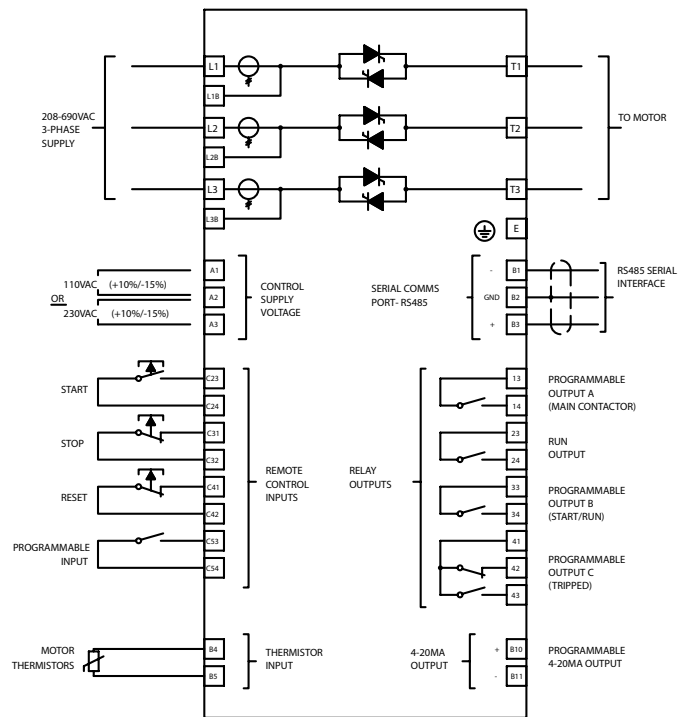 L1
T1
L1B
208-690VAC
3-PHASE
SUPPLY
L2
T2
TO MOTOR
L2B
L3
T3
L3B
E
A1
110VAC (+10%/-15%)
OR
A2
230VAC (+10%/-15%)
A3
CONTROL
SUPPLY
VOLTAGE
SERIAL COMMS
PORT- RS485
-
B1
GND
B2
+
B3
RS485 SERIAL
INTERFACE
START
C23
C24
STOP
C31
C32
RESET
C41
C42
PROGRAMMABLE
INPUT
C53
C54
REMOTE
CONTROL
INPUTS
RELAY
OUTPUTS
13
14
PROGRAMMABLE
OUTPUT A
(MAIN CONTACTOR)
23
24
RUN
OUTPUT
33
34
PROGRAMMABLE
OUTPUT B
(START/RUN)
41
42
43
PROGRAMMABLE
OUTPUT C
(TRIPPED)
MOTOR
THERMISTORS
B4
B5
THERMISTOR
INPUT
4-20MA
OUTPUT
+
B10
-
B11
PROGRAMMABLE
4-20MA OUTPUT